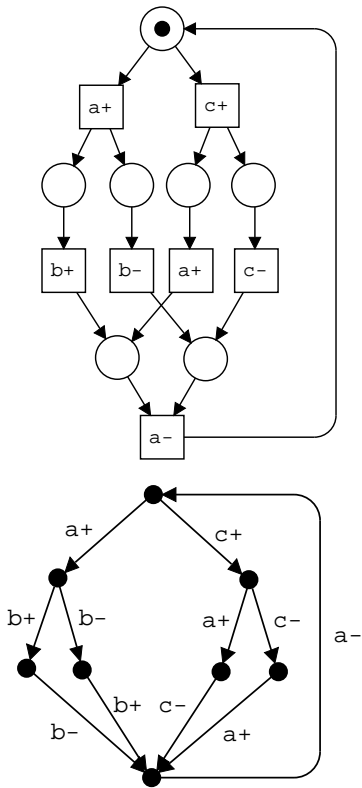 a+ c+
b+ b- a+ c-
a-
a+ c+
b+ b- a+ c-
a-
b+ c-
b- a+